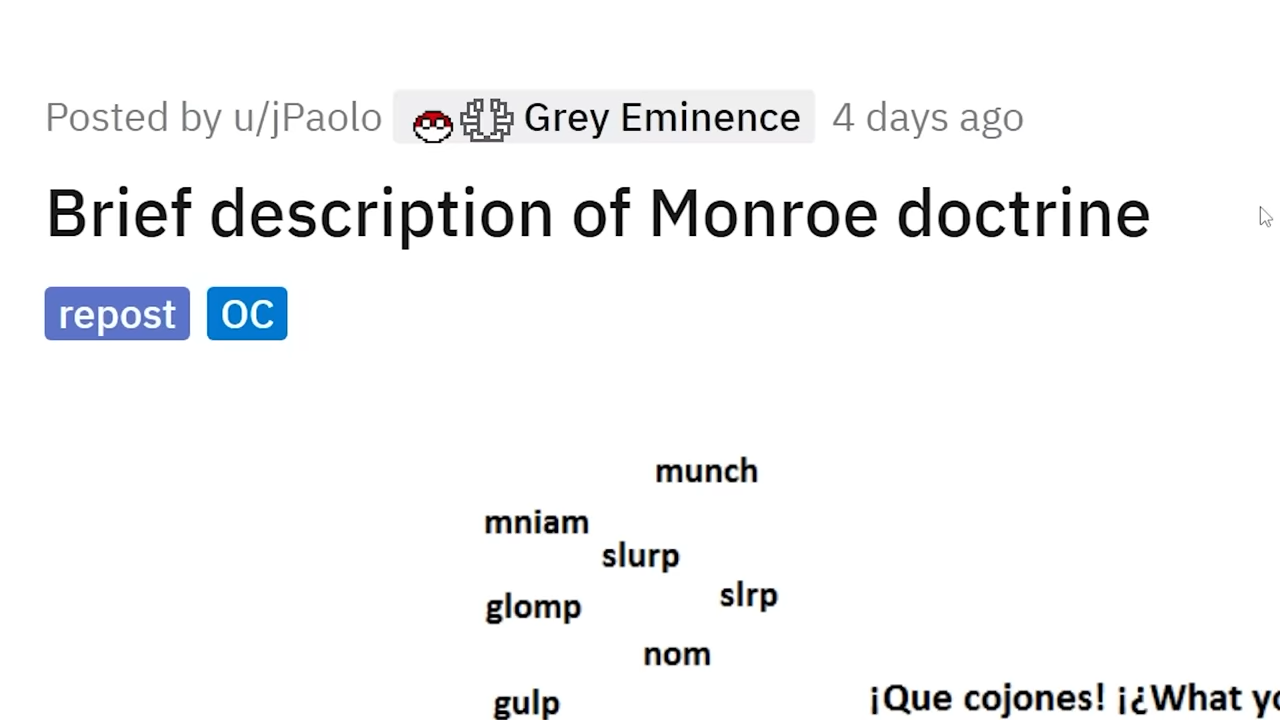 Posted by u/jPaolo Grey Eminence 4 days ago
Brief description of Monroe doctrine
repost OC
munch
mniam
slurp
slrp
glomp
nom
gulp
¡Que cojones! ¡¿What